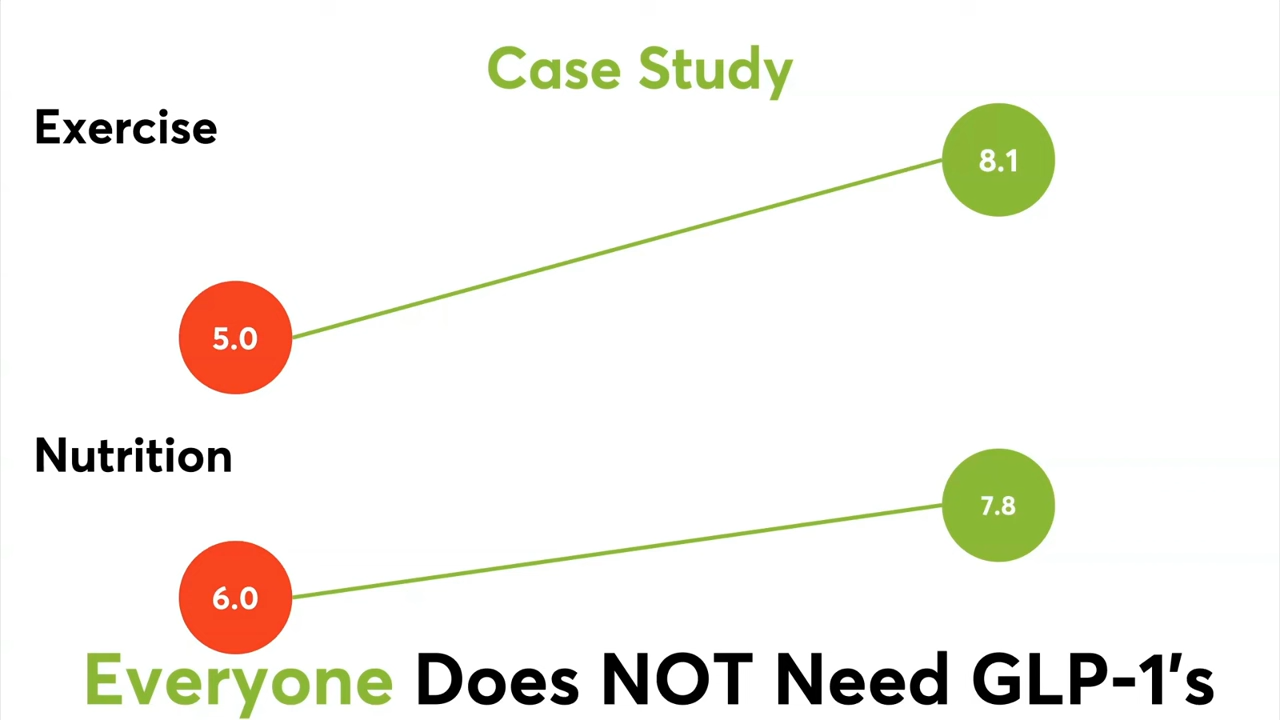 Case Study
Exercise
8.1
5.0
Nutrition
7.8
6.0
Everyone Does NOT Need GLP-1's